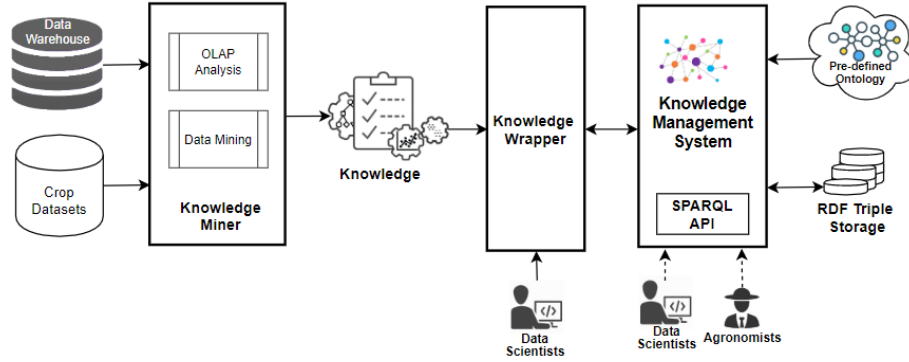 Data
Warehouse
OLAP
Analysis
Data Mining
Knowledge
Miner
Crop
Datasets
Knowledge
Knowledge
Wrapper
Knowledge
Management
System
SPARQL
API
Pre-defined
Ontology
RDF Triple
Storage
Data
Scientists
Data
Scientists
Agronomists